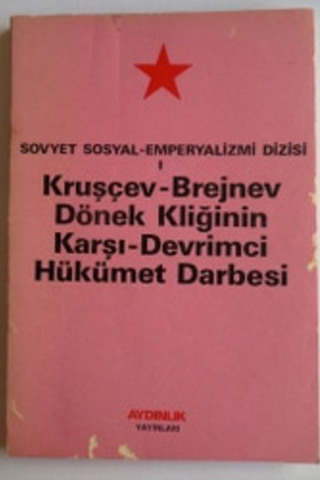 SOVYET SOSYAL-EMPERYALİZMİ DİZİSİ
I
Kruşçev-Brejnev
Dönek Kliğinin
Karşı-Devrimci
Hükümet Darbesi
AYDINLIK
YAYINLARI